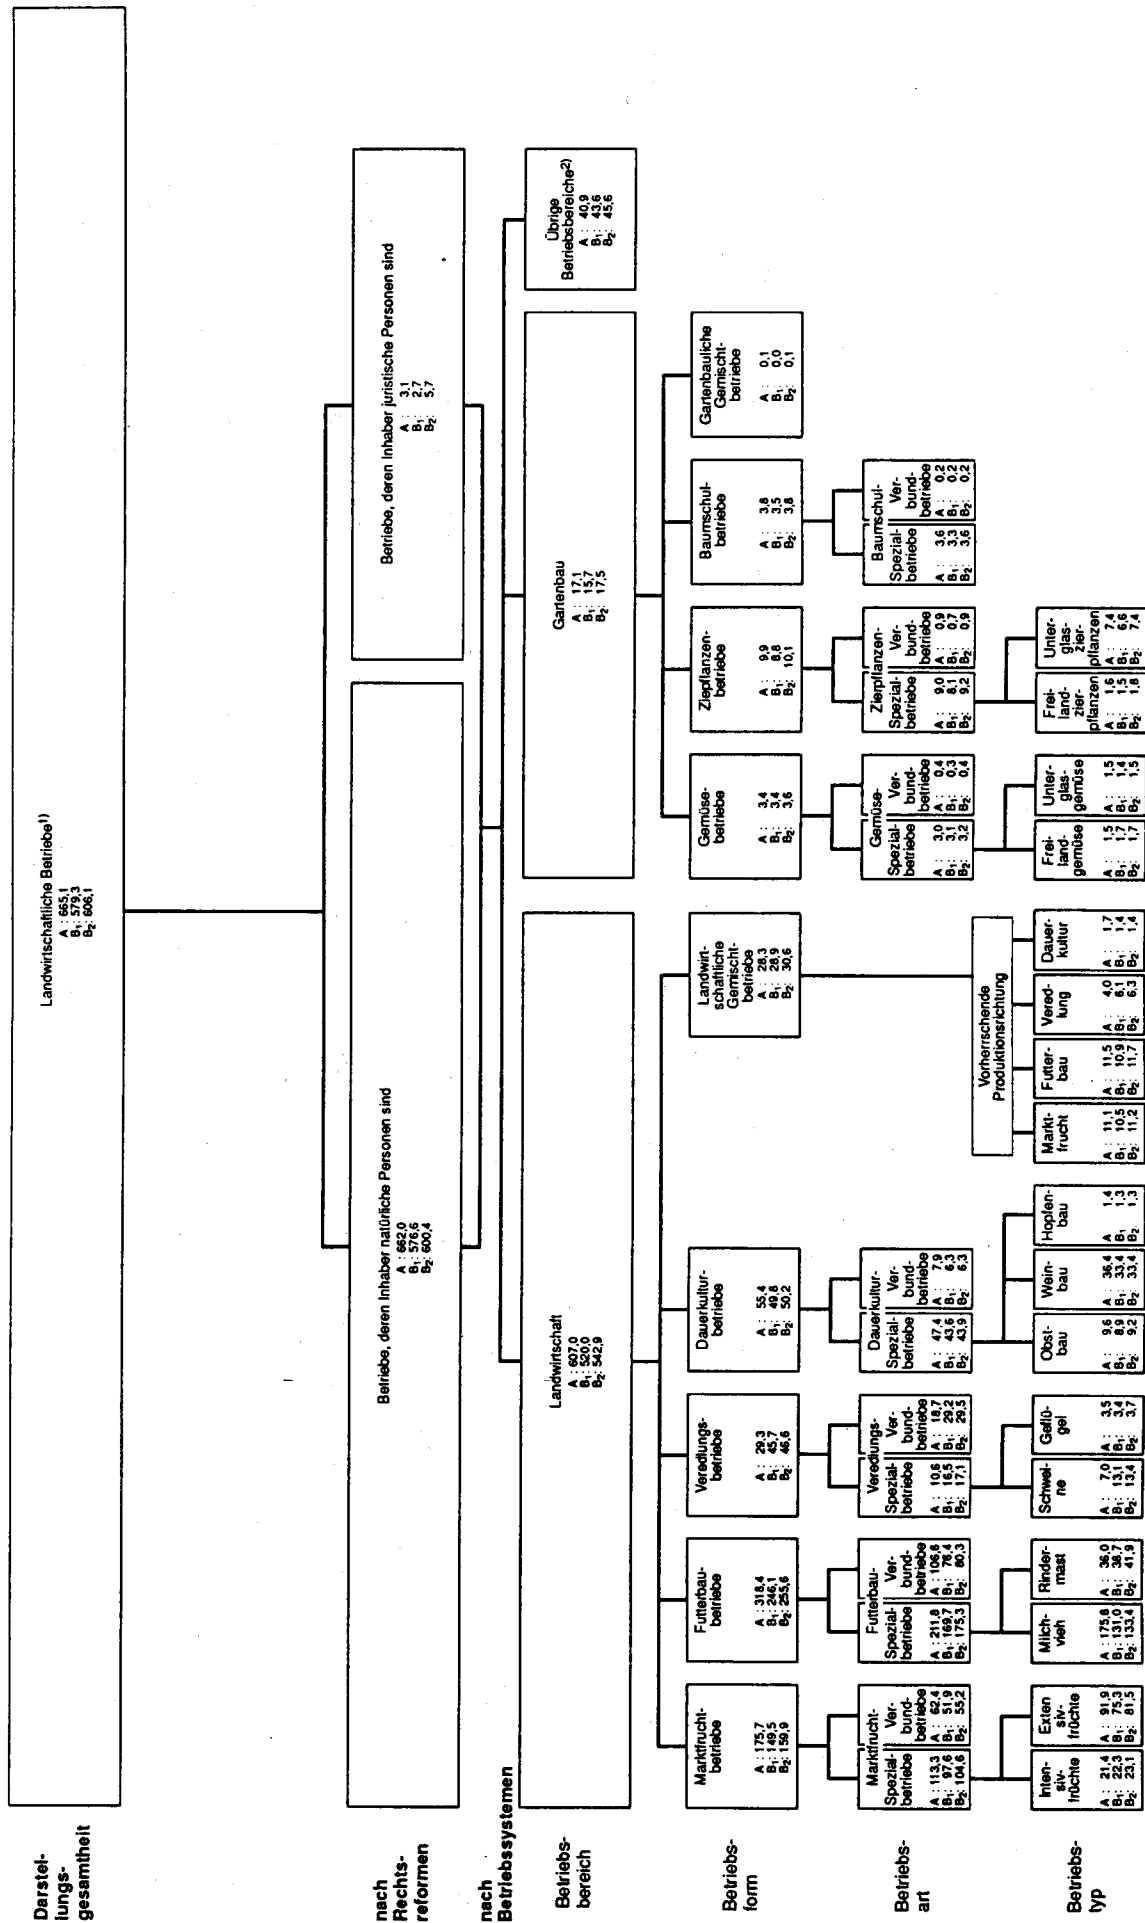 Darstel-
lungs-
gesamtheit
Landwirtschaftliche Betriebe1)
A : 665,1
B1: 579,3
B2: 606,1
nach
Rechts-
reformen
Betriebe, deren Inhaber natürliche Personen sind
A : 662,0
B1: 576,6
B2: 600,4
Betriebe, deren Inhaber juristische Personen sind
A : 3,1
B1: 2,7
B2: 5,7
nach
Betriebssystemen
Betriebs-
bereich
Landwirtschaft
A : 607,0
B1: 520,0
B2: 542,9
Gartenbau
A : 17,1
B1: 15,7
B2: 17,5
Übrige
Betriebsbereiche2)
A : 40,9
B1: 43,6
B2: 45,6
Betriebs-
form
Marktfrucht-
betriebe
A : 175,7
B1: 149,5
B2: 159,9
Futterbau-
betriebe
A : 318,4
B1: 246,1
B2: 255,6
Veredlungs-
betriebe
A : 29,3
B1: 45,7
B2: 46,6
Dauerkultur-
betriebe
A : 55,4
B1: 49,8
B2: 50,2
Landwirt-
schaftliche
Gemischt-
betriebe
A : 28,3
B1: 28,9
B2: 30,6
Gemüse-
betriebe
A : 3,4
B1: 3,4
B2: 3,6
Ziepflanzen-
betriebe
A : 9,9
B1: 8,8
B2: 10,1
Baumschul-
betriebe
A : 3,8
B1: 3,5
B2: 3,8
Gartenbauliche
Gemischt-
betriebe
A : 0,1
B1: 0,0
B2: 0,1
Betriebs-
art
Marktfrucht-
Spezial-
betriebe
A : 113,3
B1: 97,6
B2: 104,6
Ver-
bund-
betriebe
A : 62,4
B1: 51,9
B2: 55,2
Futterbau-
Spezial-
betriebe
A : 211,8
B1: 169,7
B2: 175,3
Ver-
bund-
betriebe
A : 106,6
B1: 76,4
B2: 80,3
Veredlungs-
Spezial-
betriebe
A : 10,6
B1: 16,5
B2: 17,1
Ver-
bund-
betriebe
A : 18,7
B1: 29,2
B2: 29,5
Dauerkultur-
Spezial-
betriebe
A : 47,4
B1: 43,6
B2: 43,9
Ver-
bund-
betriebe
A : 7,9
B1: 6,3
B2: 6,3
Gemüse-
Spezial-
betriebe
A : 3,0
B1: 3,1
B2: 3,2
Ver-
bund-
betriebe
A : 0,4
B1: 0,3
B2: 0,4
Zierpflanzen-
Spezial-
betriebe
A : 9,0
B1: 8,1
B2: 9,2
Ver-
bund-
betriebe
A : 0,9
B1: 0,7
B2: 0,9
Baumschul-
Spezial-
betriebe
A : 3,6
B1: 3,3
B2: 3,6
Ver-
bund-
betriebe
A : 0,2
B1: 0,2
B2: 0,2
Vorherrschende
Produktionsrichtung
Betriebs-
typ
Inten-
siv-
früchte
A : 21,4
B1: 22,3
B2: 23,1
Exten
siv-
früchte
A : 91,9
B1: 75,3
B2: 81,5
Milch-
vieh
A : 175,8
B1: 131,0
B2: 133,4
Rinder-
mast
A : 36,0
B1: 38,7
B2: 41,9
Schwei-
ne
A : 7,0
B1: 13,1
B2: 13,4
Geflü-
gel
A : 3,5
B1: 3,4
B2: 3,7
Obst-
bau
A : 9,6
B1: 8,9
B2: 9,2
Wein-
bau
A : 36,4
B1: 33,4
B2: 33,4
Hopfen-
bau
A : 1,4
B1 1,3
B2 1,3
Markt-
frucht
A : 11,1
B1: 10,5
B2: 11,2
Futter-
bau
A : 11,5
B1: 10,9
B2: 11,7
Vered-
lung
A : 4,0
B1: 6,1
B2: 6,3
Dauer-
kultur
A : 1,7
B1: 1,4
B2: 1,4
Frei-
land-
gemüse
A : 1,5
B1: 1,7
B2: 1,7
Unter-
glas-
gemüse
A : 1,5
B1: 1,4
B2: 1,5
Frei-
land-
zier-
pflanzen
A : 1,6
B1: 1,5
B2: 1,8
Unter-
glas-
zier-
pflanzen
A : 7,4
B1: 6,6
B2: 7,4